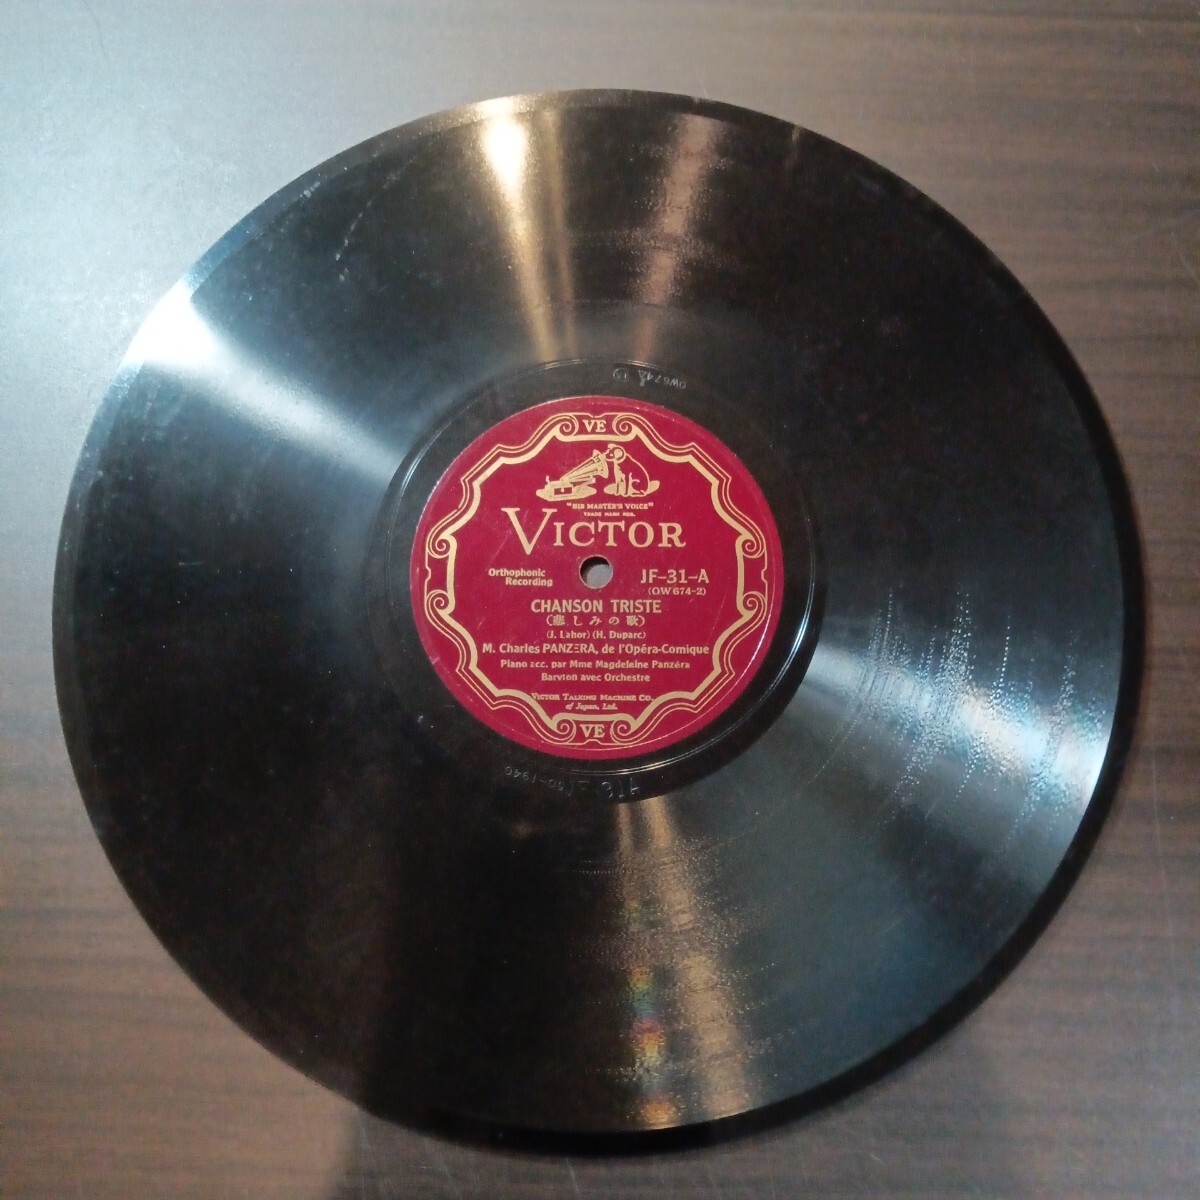 OW674
VE
"HIS MASTER'S VOICE"
TRADE MARK REG.
VICTOR
Orthophonic
Recording
JF-31-A
(OW 674-2)
CHANSON TRISTE
(悲しみの歌)
(J. Lahor) (H. Duparc)
M. Charles PANZERA, de l'Opéra-Comique
Piano acc. par Mme Magdeleine Panzéra
Baryton avec Orchestre
VICTOR TALKING MACHINE CO.
of Japan, Ltd.
VE